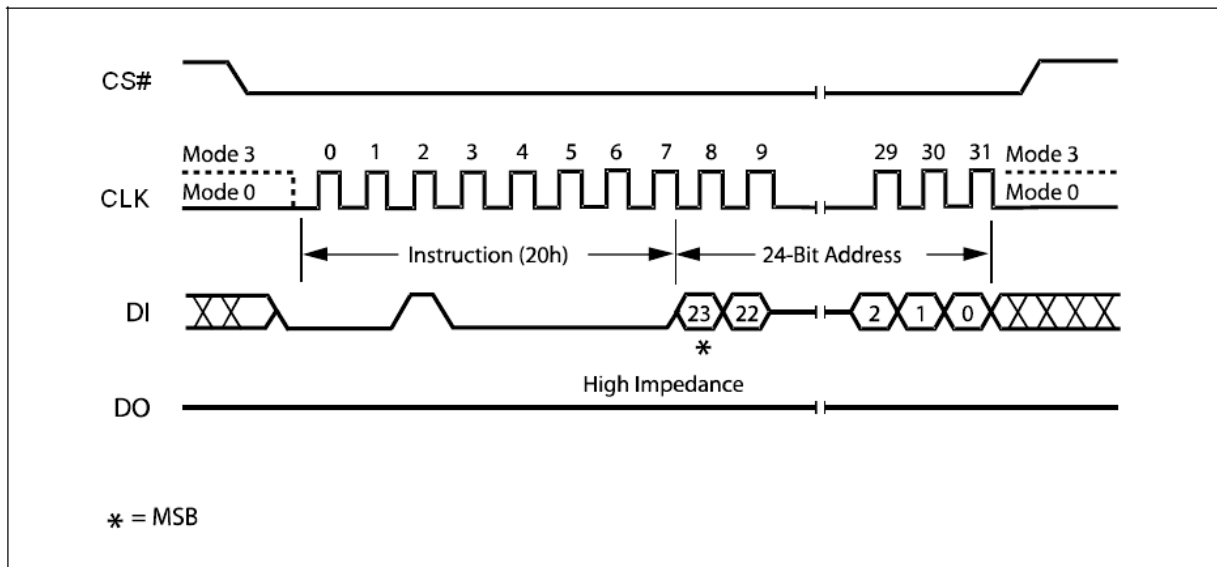 CS#
Mode 3 0 1 2 3 4 5 6 7 8 9 29 30 31 Mode 3
CLK Mode 0 Mode 0
Instruction (20h) 24-Bit Address
DI 23 22 2 1 0
*
High Impedance
DO
* = MSB